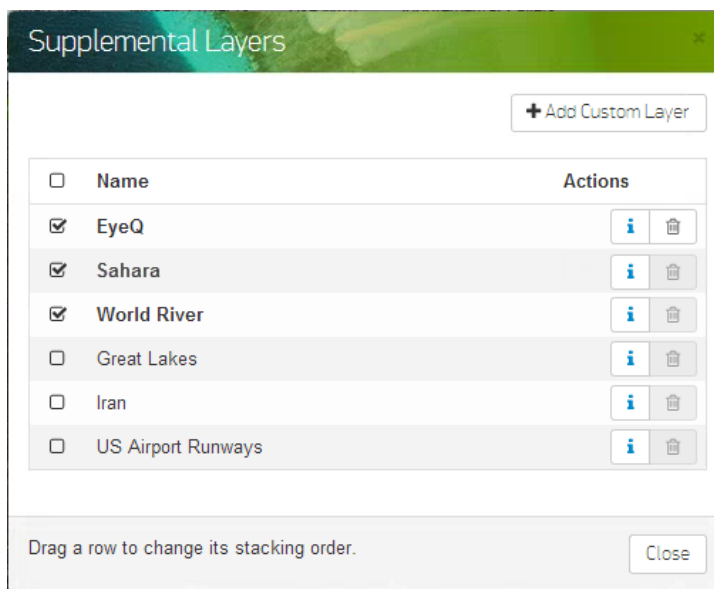 Supplemental Layers
Add Custom Layer
Name Actions
EyeQ
Sahara
World River
Great Lakes
Iran
US Airport Runways
Drag a row to change its stacking order.
Close